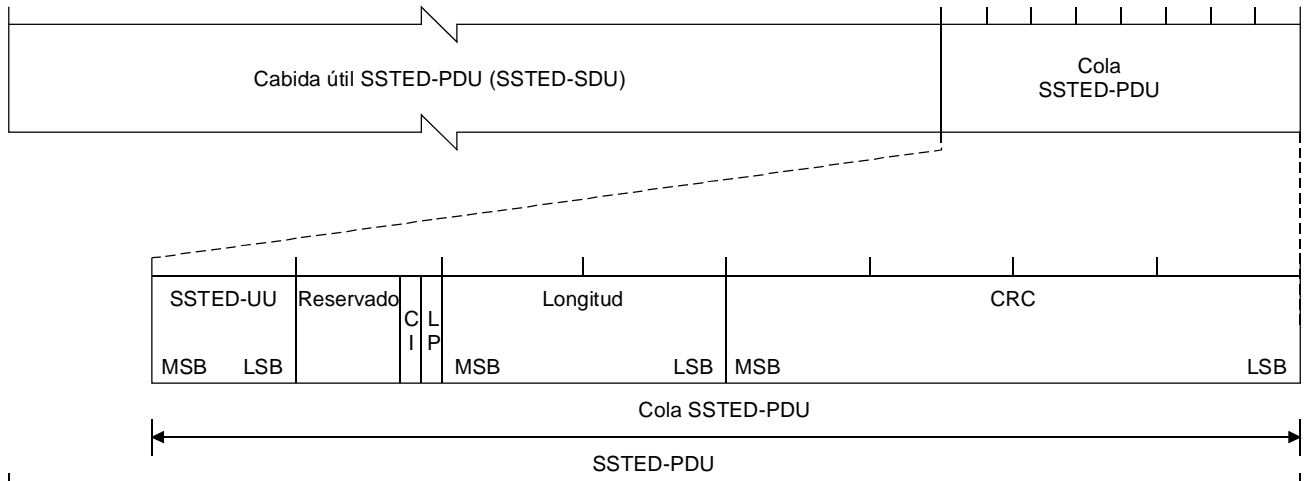 Cabida útil SSTED-PDU (SSTED-SDU)
Cola
SSTED-PDU
SSTED-UU
Reservado
C
I
L
P
Longitud
CRC
MSB LSB
MSB LSB
MSB LSB
Cola SSTED-PDU
SSTED-PDU